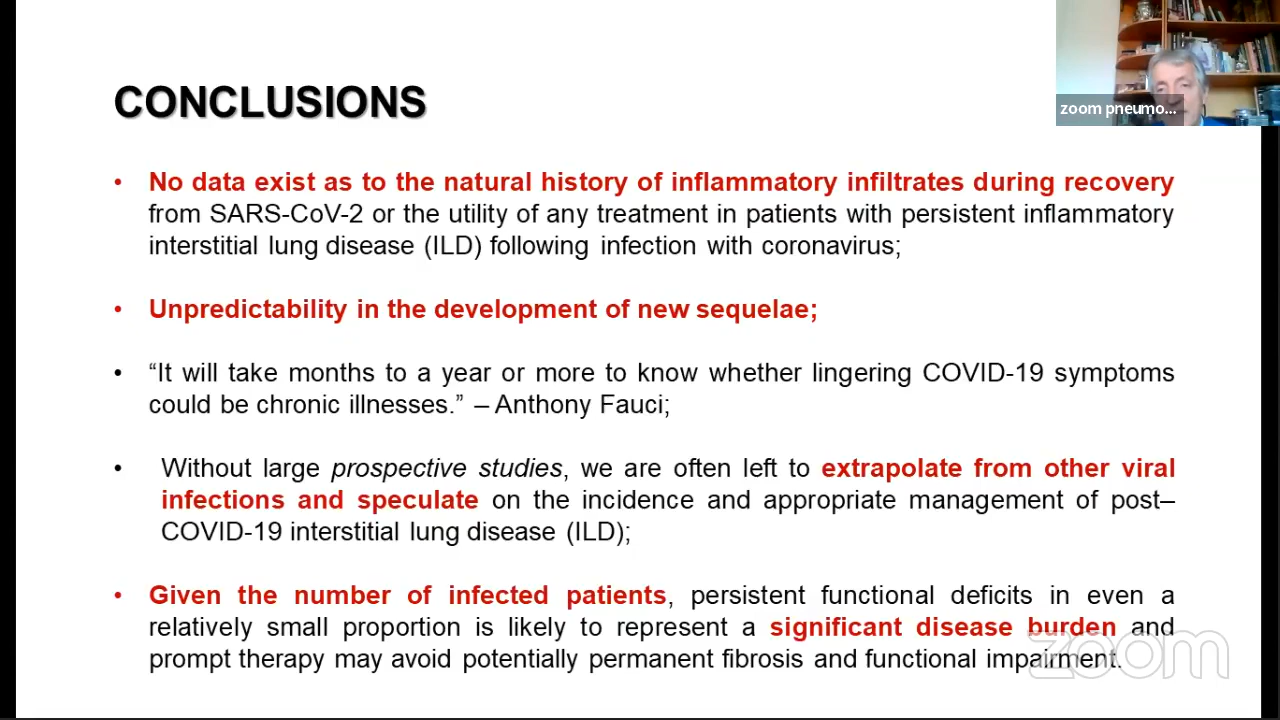 zoom pneumo...
CONCLUSIONS
• No data exist as to the natural history of inflammatory infiltrates during recovery
from SARS-CoV-2 or the utility of any treatment in patients with persistent inflammatory
interstitial lung disease (ILD) following infection with coronavirus;
• Unpredictability in the development of new sequelae;
• “It will take months to a year or more to know whether lingering COVID-19 symptoms
could be chronic illnesses.” – Anthony Fauci;
• Without large prospective studies, we are often left to extrapolate from other viral
infections and speculate on the incidence and appropriate management of post–
COVID-19 interstitial lung disease (ILD);
• Given the number of infected patients, persistent functional deficits in even a
relatively small proportion is likely to represent a significant disease burden and
prompt therapy may avoid potentially permanent fibrosis and functional impairment.
zoom